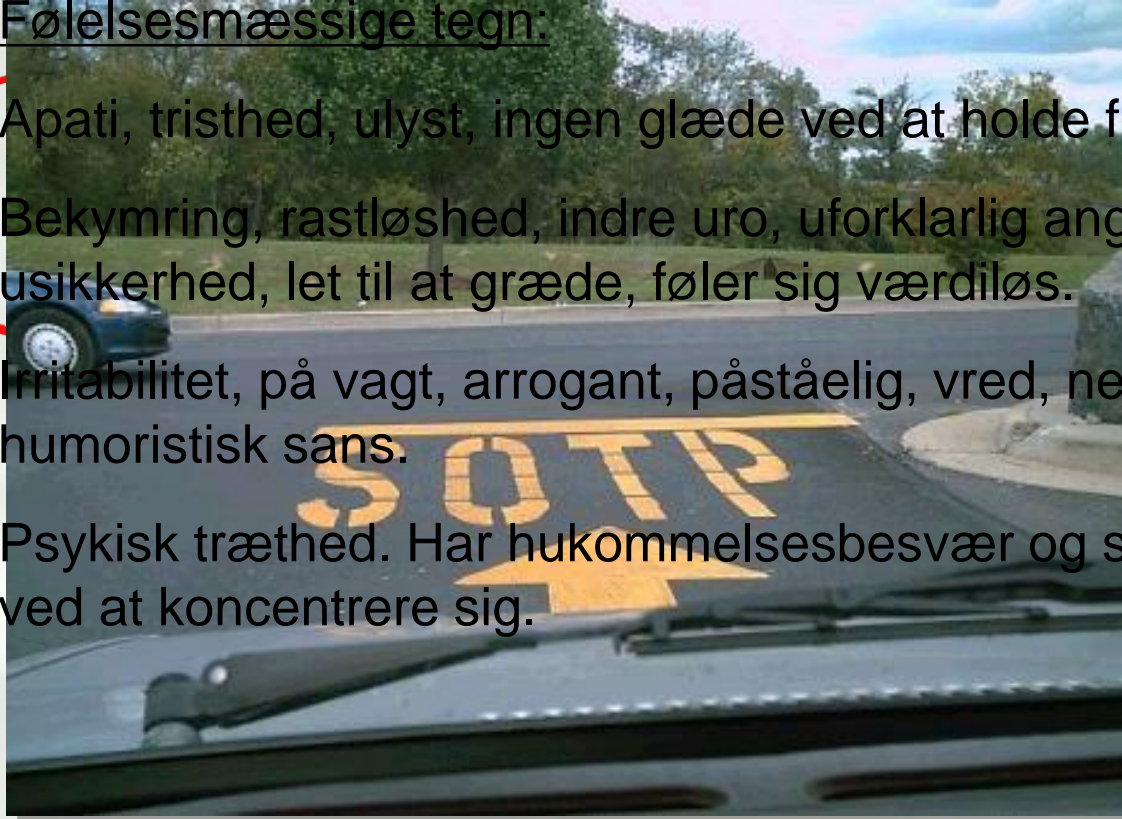 Følelsesmæssige tegn:
Apati, tristhed, ulyst, ingen glæde ved at holde
Bekymring, rastløshed, indre uro, uforklarlig
usikkerhed, let til at græde, føler sig værdiløs.
Irritabilitet, på vagt, arrogant, påståelig, vred,
humoristisk sans.
SOTP
Psykisk træthed. Har hukommelsesbesvær og
ved at koncentrere sig.